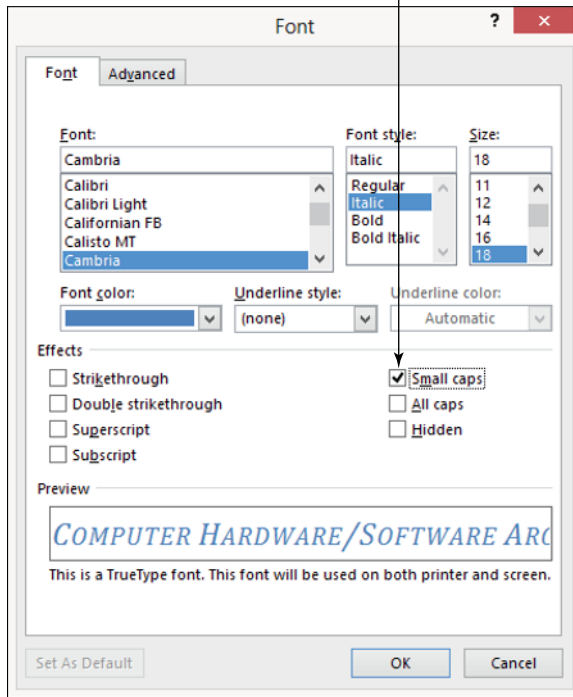 Font ?
Font Advanced
Font: Font style: Size:
Cambria Italic 18
Calibri Regular 11
Calibri Light Italic 12
Californian FB Bold 14
Calisto MT Bold Italic 16
Cambria 18
Font color: Underline style: Underline color:
(none) Automatic
Effects
Strikethrough Small caps
Double strikethrough All caps
Superscript Hidden
Subscript
Preview
COMPUTER HARDWARE/SOFTWARE ARC
This is a TrueType font. This font will be used on both printer and screen.
Set As Default OK Cancel